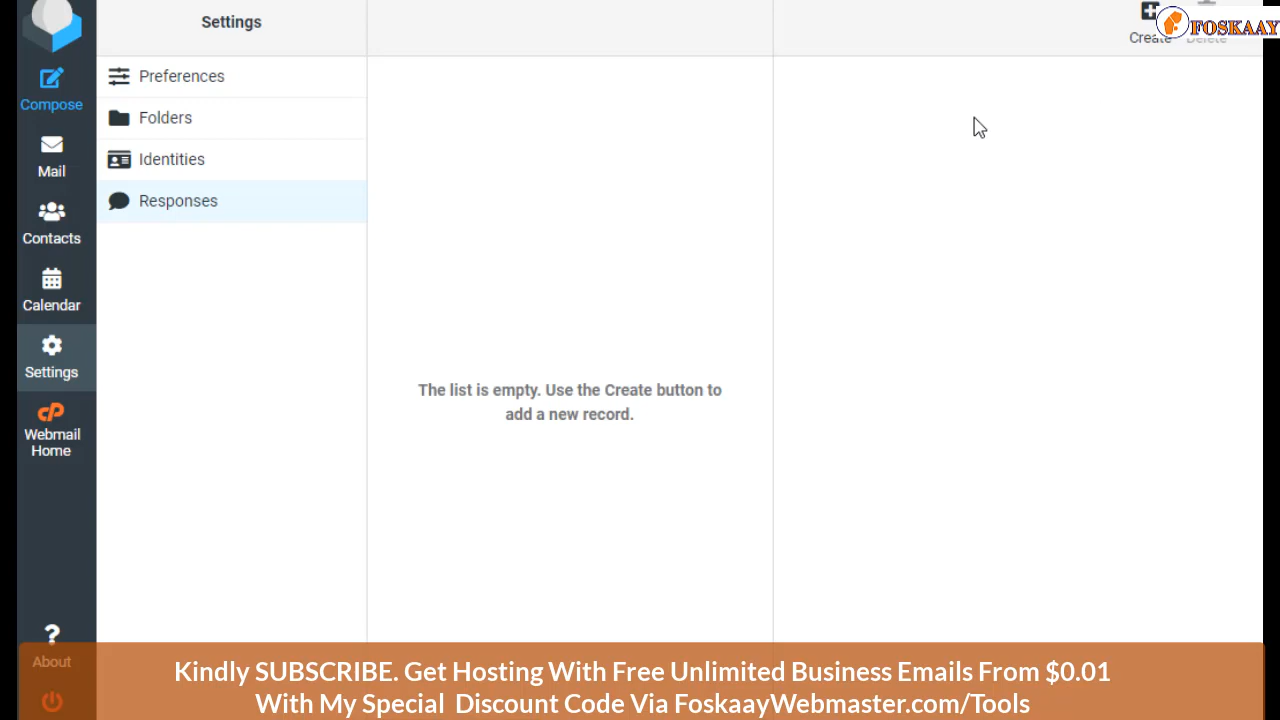 Settings
Create
Delete
FOSKAAY
Preferences
Folders
Identities
Responses
Compose
Mail
Contacts
Calendar
Settings
Webmail
Home
The list is empty. Use the Create button to
add a new record.
About
Kindly SUBSCRIBE. Get Hosting With Free Unlimited Business Emails From $0.01
With My Special Discount Code Via FoskaayWebmaster.com/Tools